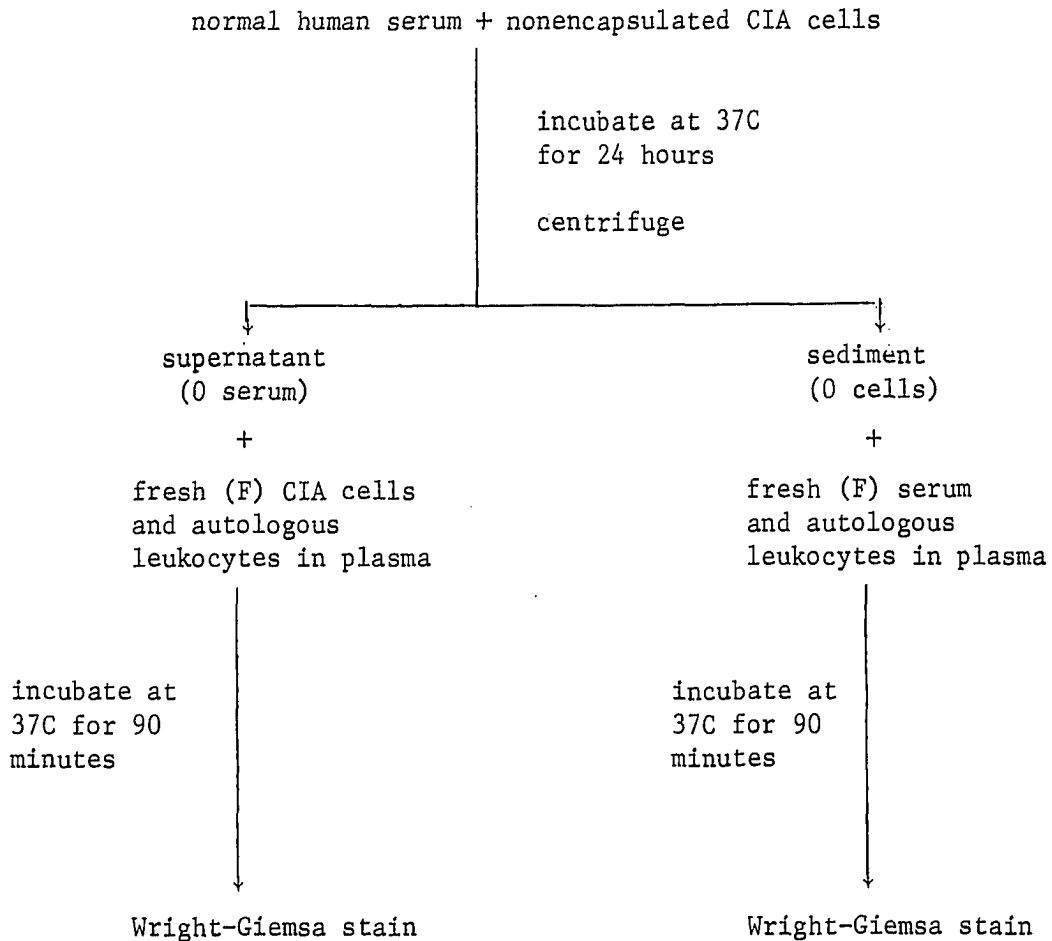 normal human serum + nonencapsulated CIA cells
incubate at 37C
for 24 hours
centrifuge
supernatant
(O serum)
+
fresh (F) CIA cells
and autologous
leukocytes in plasma
sediment
(O cells)
+
fresh (F) serum
and autologous
leukocytes in plasma
incubate at
37C for 90
minutes
incubate at
37C for 90
minutes
Wright-Giemsa stain
Wright-Giemsa stain